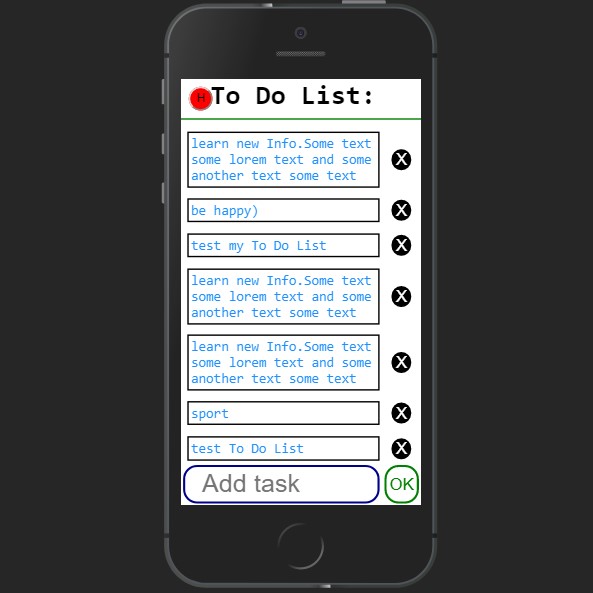 H To Do List:
learn new Info.Some text
some lorem text and some
another text some text
X
be happy)
X
test my To Do List
X
learn new Info.Some text
some lorem text and some
another text some text
X
learn new Info.Some text
some lorem text and some
another text some text
X
sport
X
test To Do List
X
Add task
OK